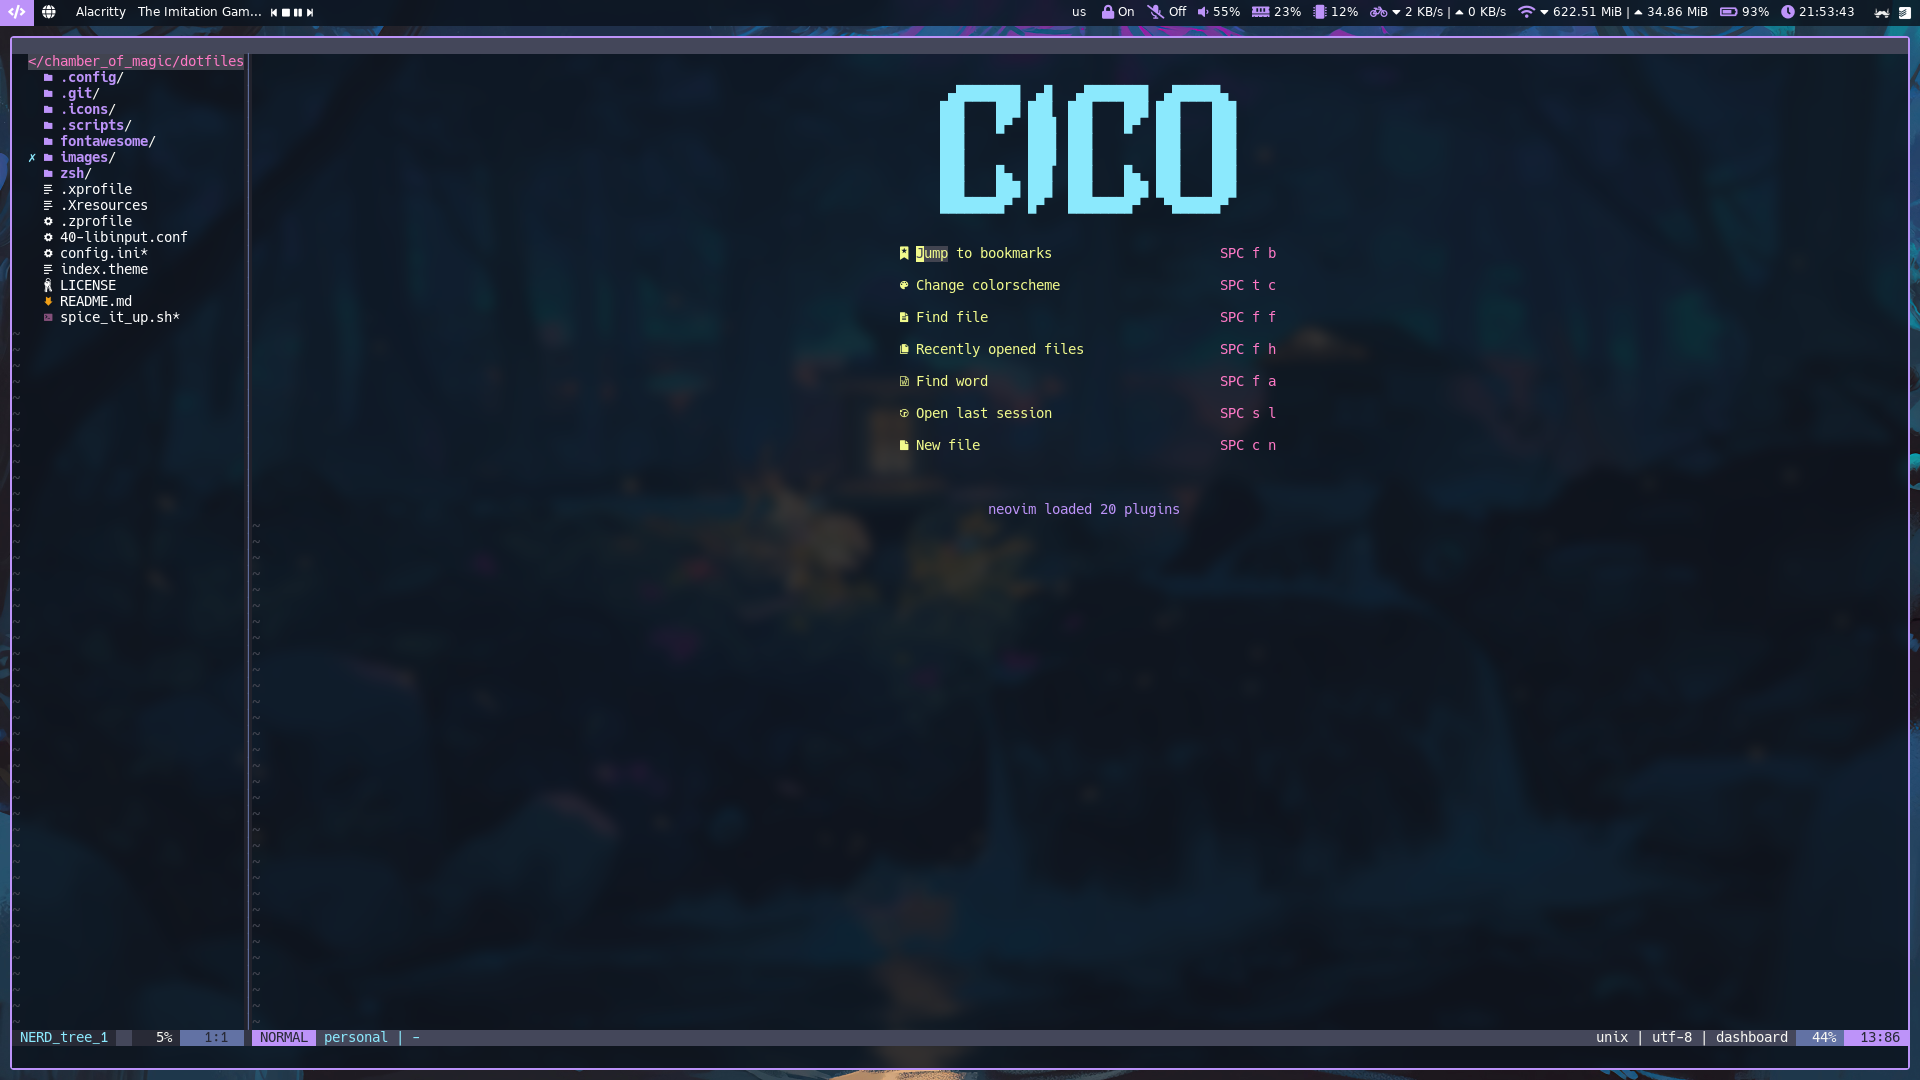 Alacritty The Imitation Gam... us On Off 55% 23% 12% 2 KB/s | 0 KB/s 622.51 MiB | 34.86 MiB 93% 21:53:43
</chamber_of_magic/dotfiles
.config/
.git/
.icons/
.scripts/
fontawesome/
✗ images/
zsh/
.xprofile
.Xresources
.zprofile
40-libinput.conf
config.ini*
index.theme
LICENSE
README.md
spice_it_up.sh*
CICO
Jump to bookmarks SPC f b
Change colorscheme SPC t c
Find file SPC f f
Recently opened files SPC f h
Find word SPC f a
Open last session SPC s l
New file SPC c n
neovim loaded 20 plugins
NERD_tree_1 5% 1:1 NORMAL personal | - unix | utf-8 | dashboard 44% 13:86